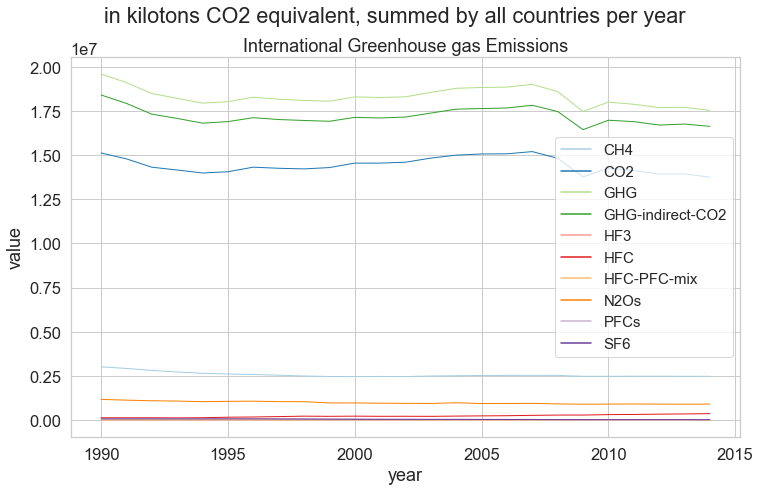 in kilotons CO2 equivalent, summed by all countries per year
1e7
International Greenhouse gas Emissions
2.00
1.75
1.50
1.25
1.00
0.75
0.50
0.25
0.00
value
CH4
CO2
GHG
GHG-indirect-CO2
HF3
HFC
HFC-PFC-mix
N2Os
PFCs
SF6
1990 1995 2000 2005 2010 2015
year